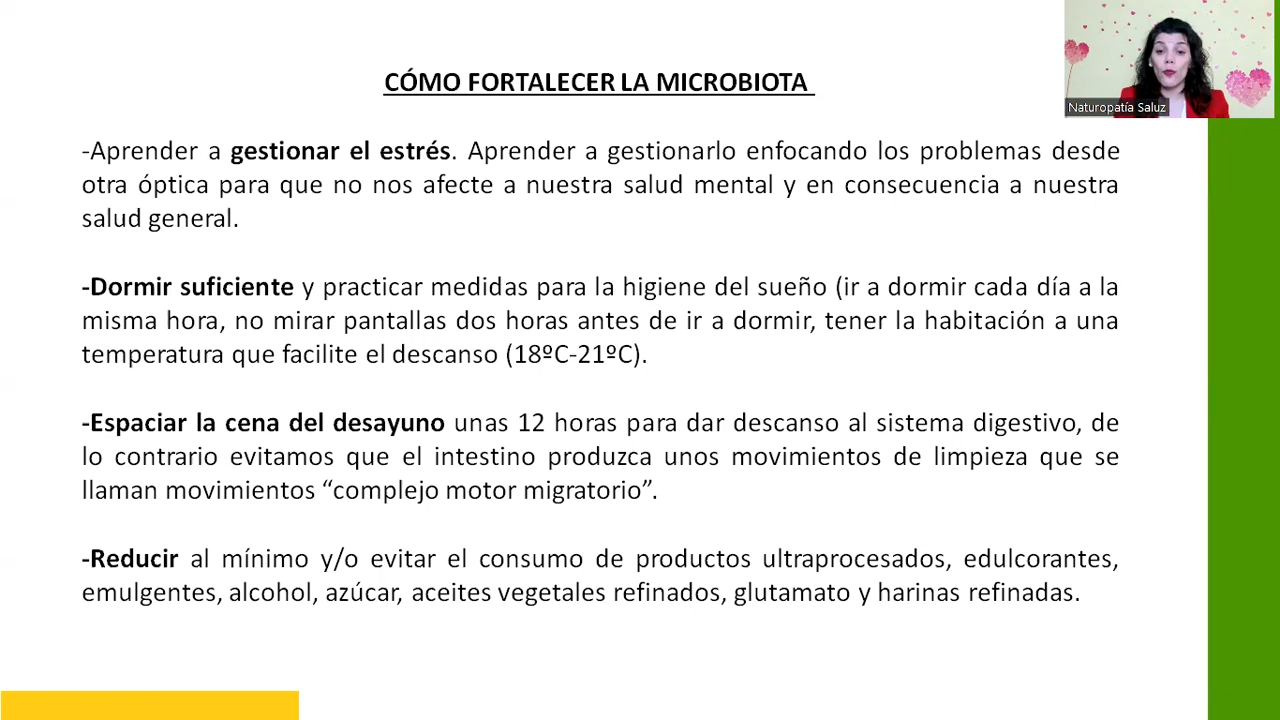 CÓMO FORTALECER LA MICROBIOTA
Naturopatía Saluz
-Aprender a gestionar el estrés. Aprender a gestionarlo enfocando los problemas desde
otra óptica para que no nos afecte a nuestra salud mental y en consecuencia a nuestra
salud general.
-Dormir suficiente y practicar medidas para la higiene del sueño (ir a dormir cada día a la
misma hora, no mirar pantallas dos horas antes de ir a dormir, tener la habitación a una
temperatura que facilite el descanso (18ºC-21ºC).
-Espaciar la cena del desayuno unas 12 horas para dar descanso al sistema digestivo, de
lo contrario evitamos que el intestino produzca unos movimientos de limpieza que se
llaman movimientos “complejo motor migratorio”.
-Reducir al mínimo y/o evitar el consumo de productos ultraprocesados, edulcorantes,
emulgentes, alcohol, azúcar, aceites vegetales refinados, glutamato y harinas refinadas.